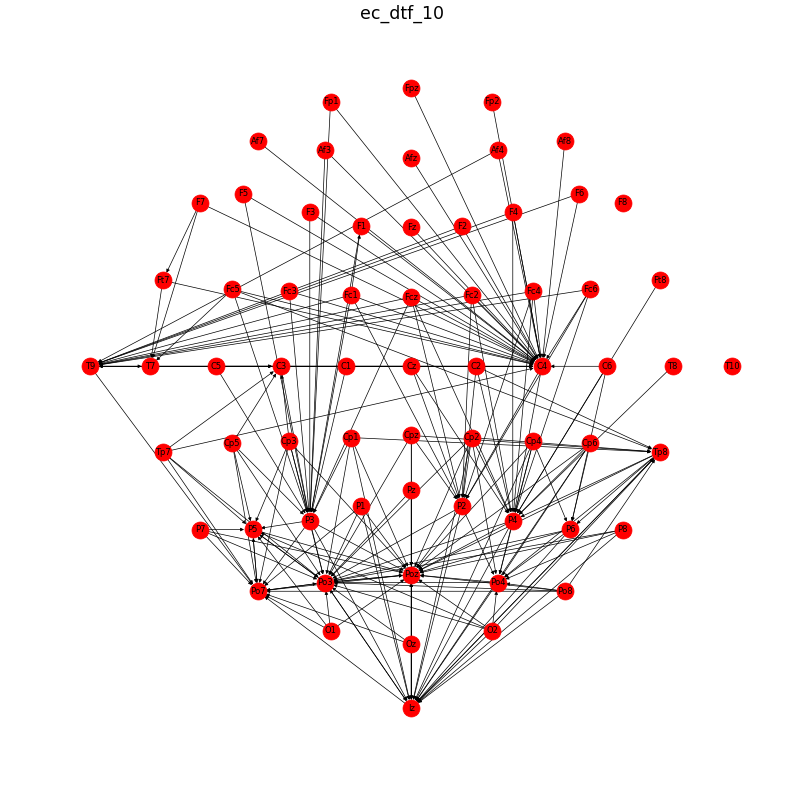 ec_dtf_10
Fp1 Fpz Fp2
Af7 Af3 Afz Af4 Af8
F7 F5 F3 F1 Fz F2 F4 F6 F8
Ft7 Fc5 Fc3 Fc1 Fcz Fc2 Fc4 Fc6 Ft8
T9 T7 C5 C3 C1 Cz C2 C4 C6 T8 T10
Tp7 Cp5 Cp3 Cp1 Cpz Cp2 Cp4 Cp6 Tp8
P7 P5 P3 P1 Pz P2 P4 P6 P8
Po7 Po3 Poz Po4 Po8
O1 Oz O2
Iz